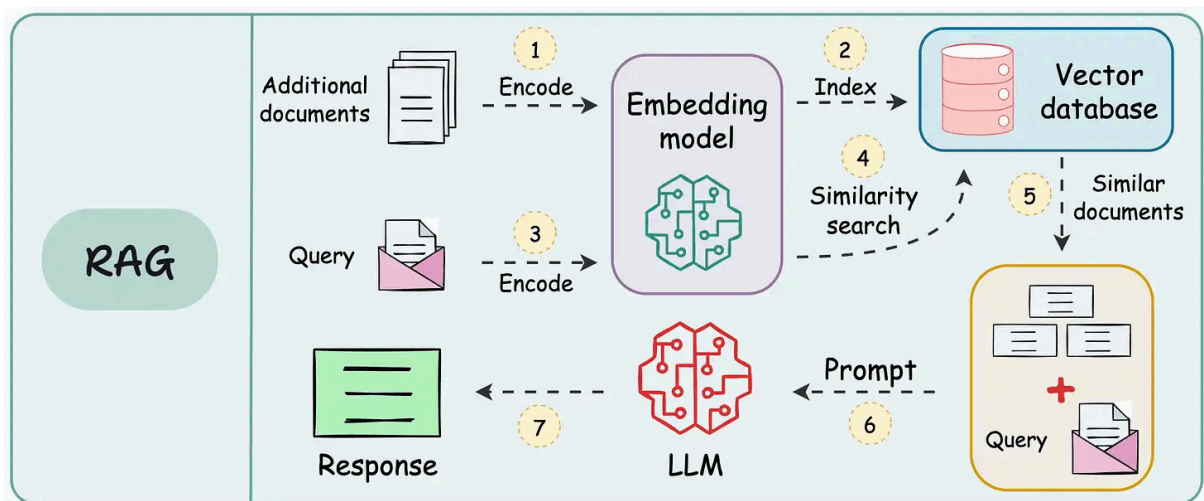 RAG
Additional
documents
1
Encode
Embedding
model
2
Index
Vector
database
Query
3
Encode
4
Similarity
search
5
Similar
documents
Query
Prompt
6
LLM
7
Response